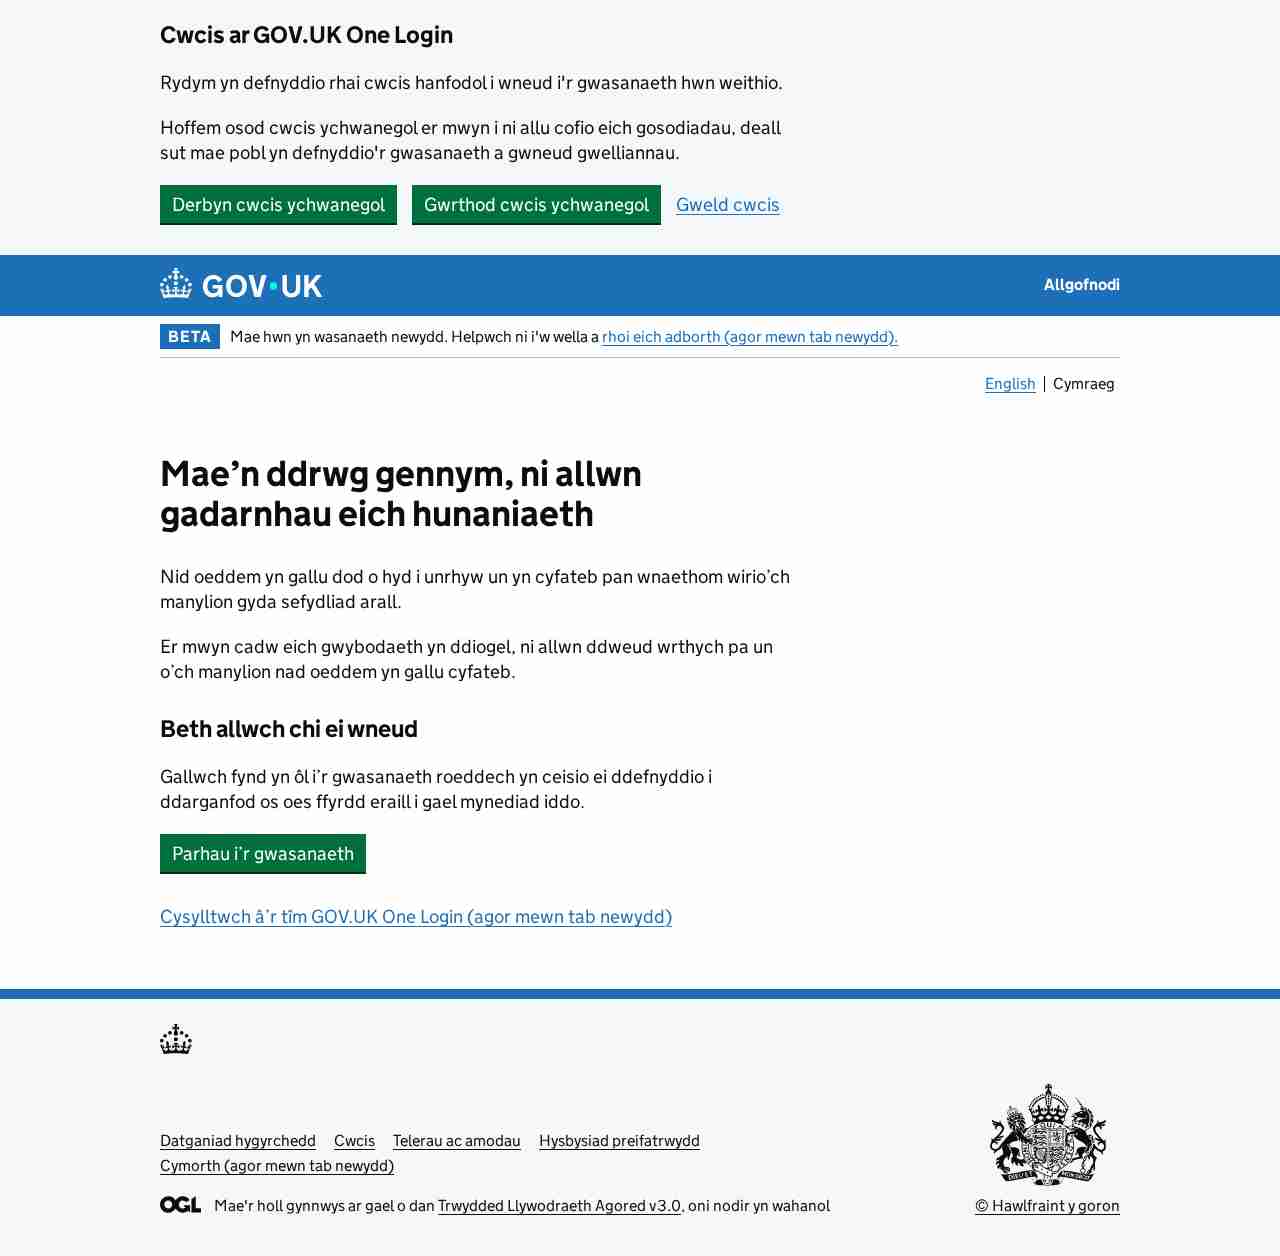 Cwcis ar GOV.UK One Login
Rydym yn defnyddio rhai cwcis hanfodol i wneud i'r gwasanaeth hwn weithio.
Hoffem osod cwcis ychwanegol er mwyn i ni allu cofio eich gosodiadau, deall
sut mae pobl yn defnyddio'r gwasanaeth a gwneud gwelliannau.
Derbyn cwcis ychwanegol Gwrthod cwcis ychwanegol Gweld cwcis
GOV·UK Allgofnodi
BETA Mae hwn yn wasanaeth newydd. Helpwch ni i'w wella a rhoi eich adborth (agor mewn tab newydd).
English | Cymraeg
Mae’n ddrwg gennym, ni allwn
gadarnhau eich hunaniaeth
Nid oeddem yn gallu dod o hyd i unrhyw un yn cyfateb pan wnaethom wirio’ch
manylion gyda sefydliad arall.
Er mwyn cadw eich gwybodaeth yn ddiogel, ni allwn ddweud wrthych pa un
o’ch manylion nad oeddem yn gallu cyfateb.
Beth allwch chi ei wneud
Gallwch fynd yn ôl i’r gwasanaeth roeddech yn ceisio ei ddefnyddio i
ddarganfod os oes ffyrdd eraill i gael mynediad iddo.
Parhau i’r gwasanaeth
Cysylltwch â’r tîm GOV.UK One Login (agor mewn tab newydd)
Datganiad hygyrchedd Cwcis Telerau ac amodau Hysbysiad preifatrwydd
Cymorth (agor mewn tab newydd)
OGL Mae'r holl gynnwys ar gael o dan Trwydded Llywodraeth Agored v3.0, oni nodir yn wahanol
© Hawlfraint y goron